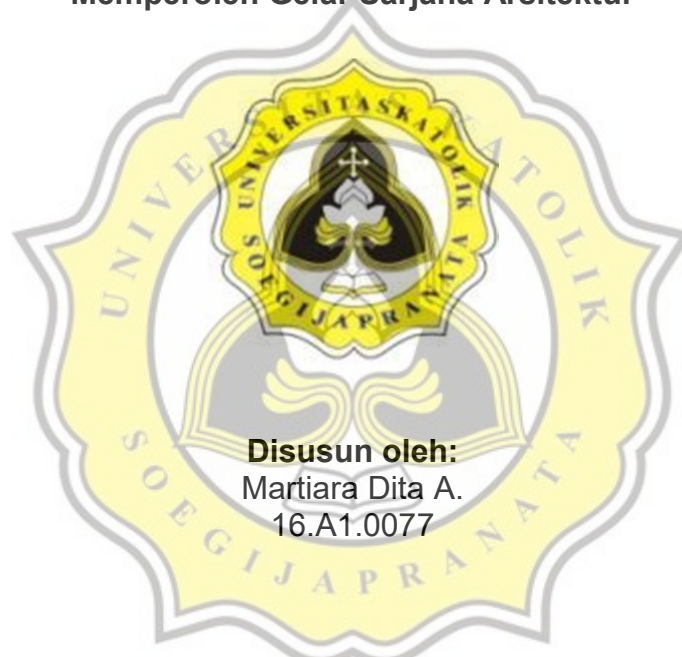 Memperoleh Gelar Sarjana Arsitektur
UNIVERSITAS KATOLIK
SOEGIJAPRANATA
UNIVERSITAS KATOLIK
SOEGIJAPRANATA
Disusun oleh:
Martiara Dita A.
16.A1.0077